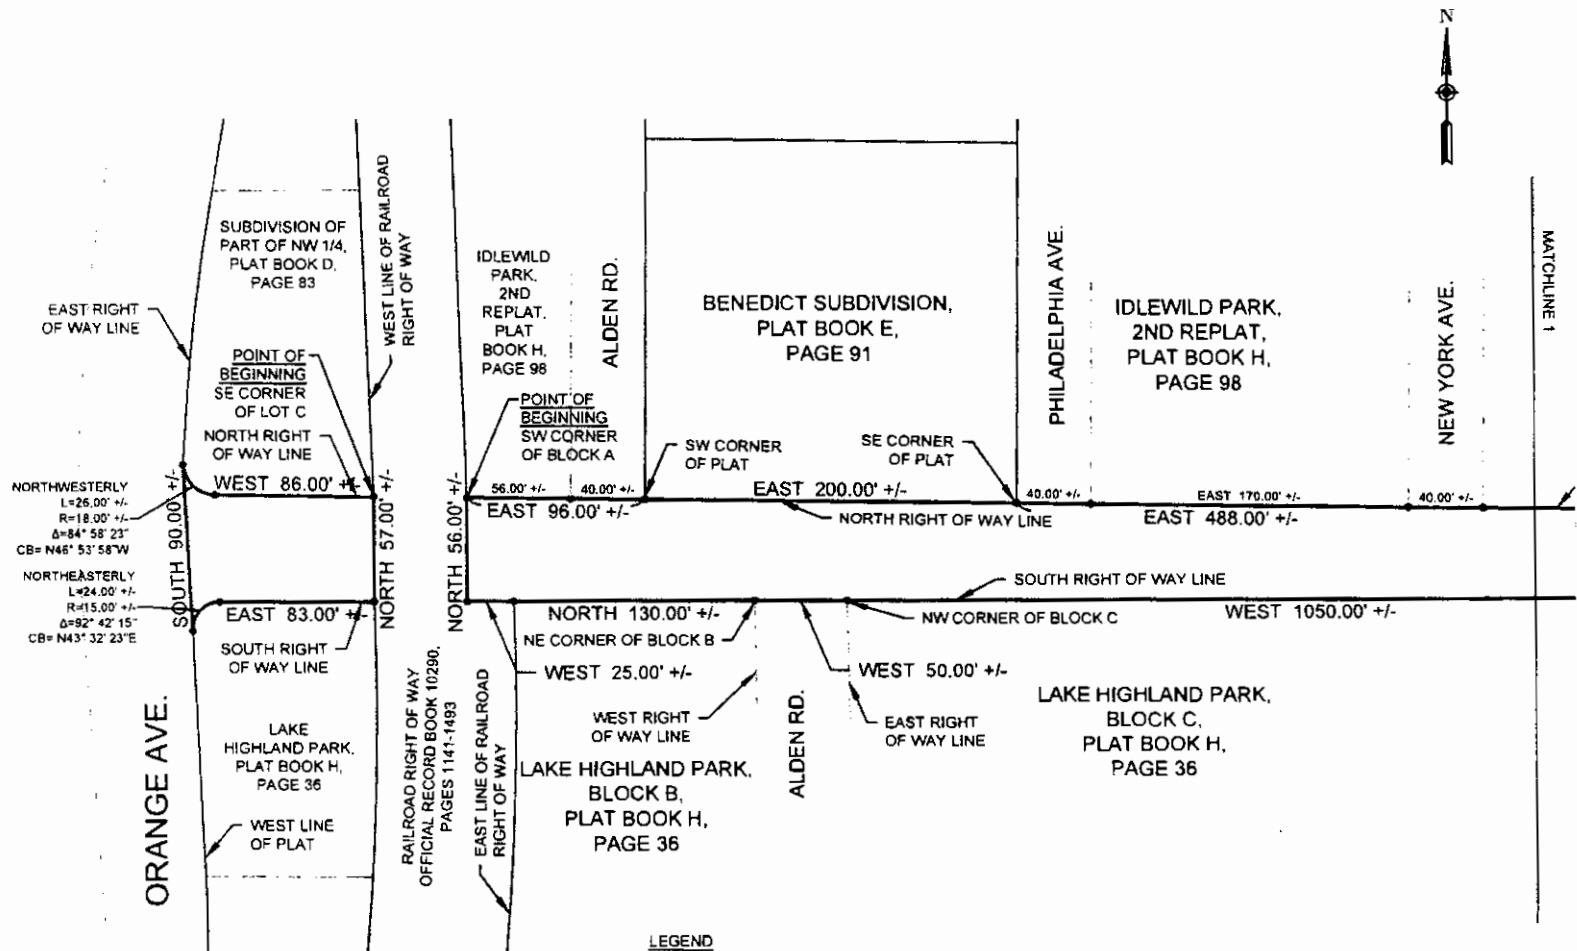 N
SUBDIVISION OF
PART OF NW 1/4,
PLAT BOOK D,
PAGE 83
WEST LINE OF RAILROAD
RIGHT OF WAY
IDLEWILD
PARK,
2ND
REPLAT,
PLAT
BOOK H,
PAGE 98
ALDEN RD.
BENEDICT SUBDIVISION,
PLAT BOOK E,
PAGE 91
PHILADELPHIA AVE.
IDLEWILD PARK,
2ND REPLAT,
PLAT BOOK H,
PAGE 98
NEW YORK AVE.
MATCHLINE 1
EAST RIGHT
OF WAY LINE
POINT OF
BEGINNING
SE CORNER
OF LOT C
NORTH RIGHT
OF WAY LINE
POINT OF
BEGINNING
SW CORNER
OF BLOCK A
SW CORNER
OF PLAT
SE CORNER
OF PLAT
NORTHWESTERLY
L=26.00' +/-
R=18.00' +/-
Δ=84° 58' 23"
CB= N46° 53' 58"W
SOUTH 90.00' +/-
WEST 86.00' +/-
NORTH 57.00' +/-
NORTH 56.00' +/-
56.00' +/-
40.00' +/-
EAST 96.00' +/-
EAST 200.00' +/-
NORTH RIGHT OF WAY LINE
40.00' +/-
EAST 170.00' +/-
40.00' +/-
EAST 488.00' +/-
NORTHEASTERLY
L=24.00' +/-
R=15.00' +/-
Δ=92° 42' 15"
CB= N43° 32' 23"E
EAST 83.00' +/-
SOUTH RIGHT
OF WAY LINE
SOUTH RIGHT OF WAY LINE
NORTH 130.00' +/-
NE CORNER OF BLOCK B
NW CORNER OF BLOCK C
WEST 1050.00' +/-
WEST 25.00' +/-
WEST 50.00' +/-
ORANGE AVE.
LAKE
HIGHLAND PARK,
PLAT BOOK H,
PAGE 36
WEST LINE
OF PLAT
RAILROAD RIGHT OF WAY
OFFICIAL RECORD BOOK 10290,
PAGES 1141-1493
EAST LINE OF RAILROAD
RIGHT OF WAY
WEST RIGHT
OF WAY LINE
ALDEN RD.
EAST RIGHT
OF WAY LINE
LAKE HIGHLAND PARK,
BLOCK B,
PLAT BOOK H,
PAGE 36
LAKE HIGHLAND PARK,
BLOCK C,
PLAT BOOK H,
PAGE 36
LEGEND